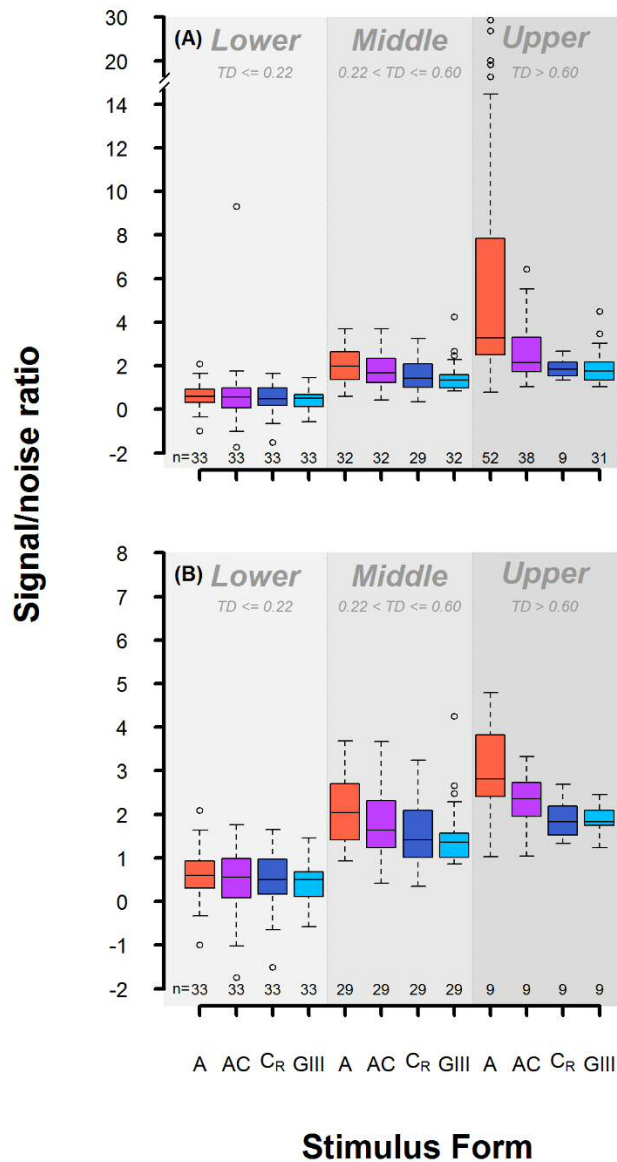 Signal/noise ratio
(A) Lower Middle Upper
TD <= 0.22 0.22 < TD <= 0.60 TD > 0.60
30
20
14
12
10
8
6
4
2
0
-2
n=33 33 33 33 32 32 29 32 52 38 9 31
(B) Lower Middle Upper
TD <= 0.22 0.22 < TD <= 0.60 TD > 0.60
8
7
6
5
4
3
2
1
0
-1
-2
n=33 33 33 33 29 29 29 29 9 9 9 9
A AC CR GIII A AC CR GIII A AC CR GIII
Stimulus Form